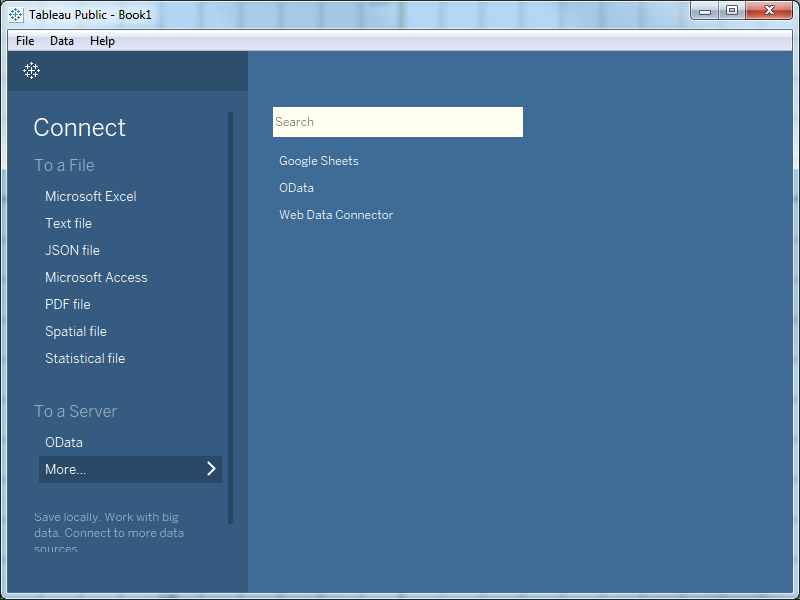 Tableau Public - Book1
File Data Help
Connect
To a File
Microsoft Excel
Text file
JSON file
Microsoft Access
PDF file
Spatial file
Statistical file
To a Server
OData
More...
Save locally. Work with big
data. Connect to more data
sources
Search
Google Sheets
OData
Web Data Connector